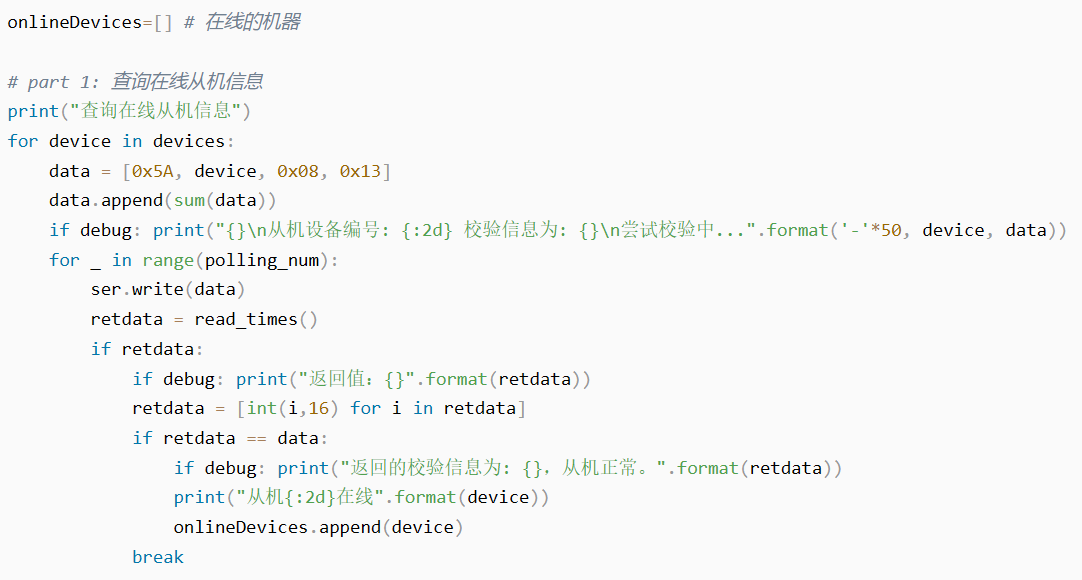 onlineDevices=[] # 在线的机器

# part 1: 查询在线从机信息
print("查询在线从机信息")
for device in devices:
    data = [0x5A, device, 0x08, 0x13]
    data.append(sum(data))
    if debug: print("{}\n从机设备编号: {:2d} 校验信息为: {}\n尝试校验中...".format('-'*50, device, data))
    for _ in range(polling_num):
        ser.write(data)
        retdata = read_times()
        if retdata:
            if debug: print("返回值: {}".format(retdata))
            retdata = [int(i,16) for i in retdata]
            if retdata == data:
                if debug: print("返回的校验信息为: {}, 从机正常。".format(retdata))
                print("从机{:2d}在线".format(device))
                onlineDevices.append(device)
            break